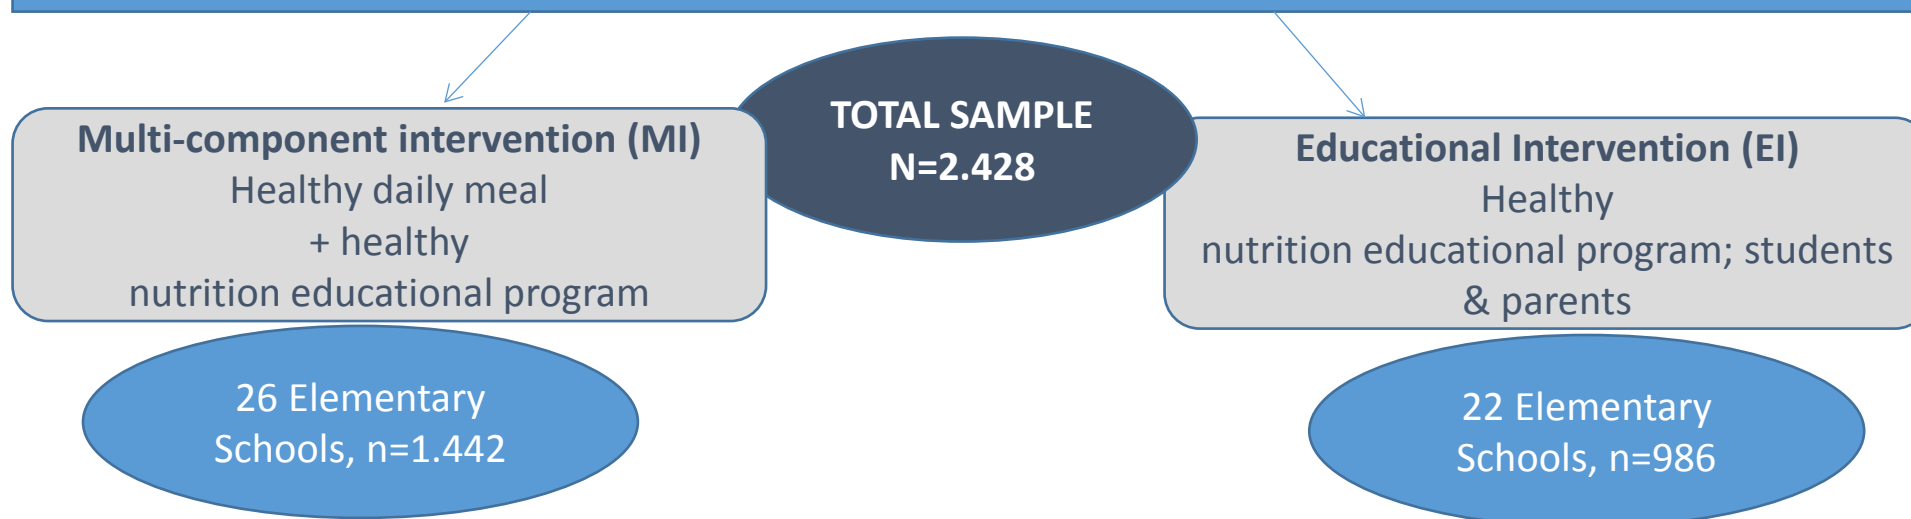 TOTAL SAMPLE
N=2.428
Multi-component intervention (MI)
Healthy daily meal
+ healthy
nutrition educational program
Educational Intervention (EI)
Healthy
nutrition educational program; students
& parents
26 Elementary
Schools, n=1.442
22 Elementary
Schools, n=986